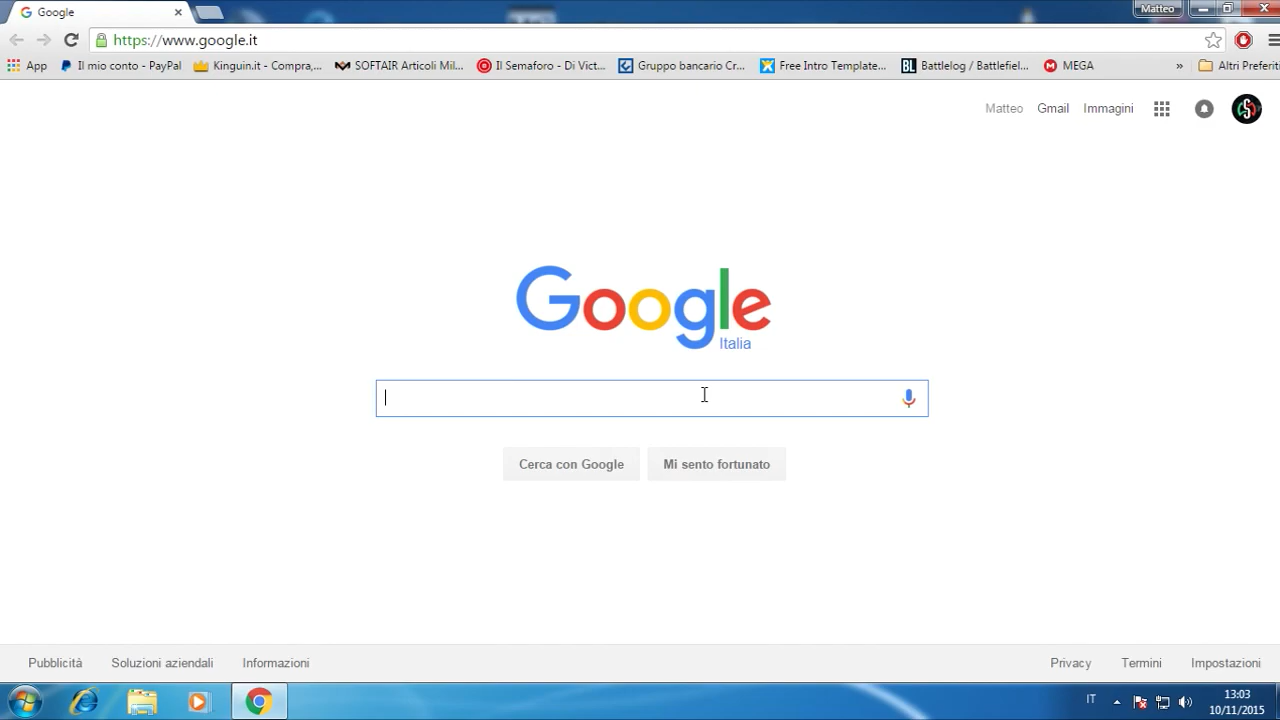 Google
Matteo
https://www.google.it
App
Il mio conto - PayPal
Kinguin.it - Compra,...
SOFTAIR Articoli Mil...
Il Semaforo - Di Vict...
Gruppo bancario Cr...
Free Intro Template...
BL Battlelog / Battlefiel...
M MEGA
»
Altri Preferiti
Matteo
Gmail
Immagini
Google
Italia
Cerca con Google
Mi sento fortunato
Pubblicità
Soluzioni aziendali
Informazioni
Privacy
Termini
Impostazioni
IT
13:03
10/11/2015